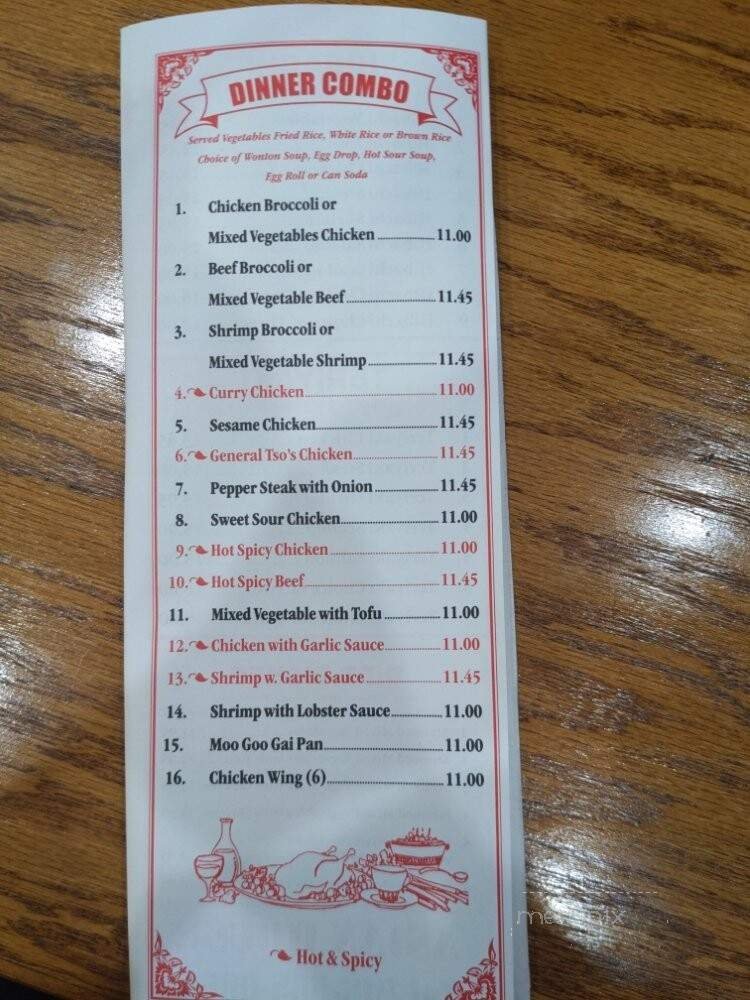 DINNER COMBO
Served Vegetables Fried Rice, White Rice or Brown Rice
Choice of Wonton Soup, Egg Drop, Hot Sour Soup,
Egg Roll or Can Soda
1. Chicken Broccoli or
Mixed Vegetables Chicken 11.00
2. Beef Broccoli or
Mixed Vegetable Beef 11.45
3. Shrimp Broccoli or
Mixed Vegetable Shrimp 11.45
4. Curry Chicken 11.00
5. Sesame Chicken 11.45
6. General Tso's Chicken 11.45
7. Pepper Steak with Onion 11.45
8. Sweet Sour Chicken 11.00
9. Hot Spicy Chicken 11.00
10. Hot Spicy Beef 11.45
11. Mixed Vegetable with Tofu 11.00
12. Chicken with Garlic Sauce 11.00
13. Shrimp w. Garlic Sauce 11.45
14. Shrimp with Lobster Sauce 11.00
15. Moo Goo Gai Pan 11.00
16. Chicken Wing (6) 11.00
Hot & Spicy